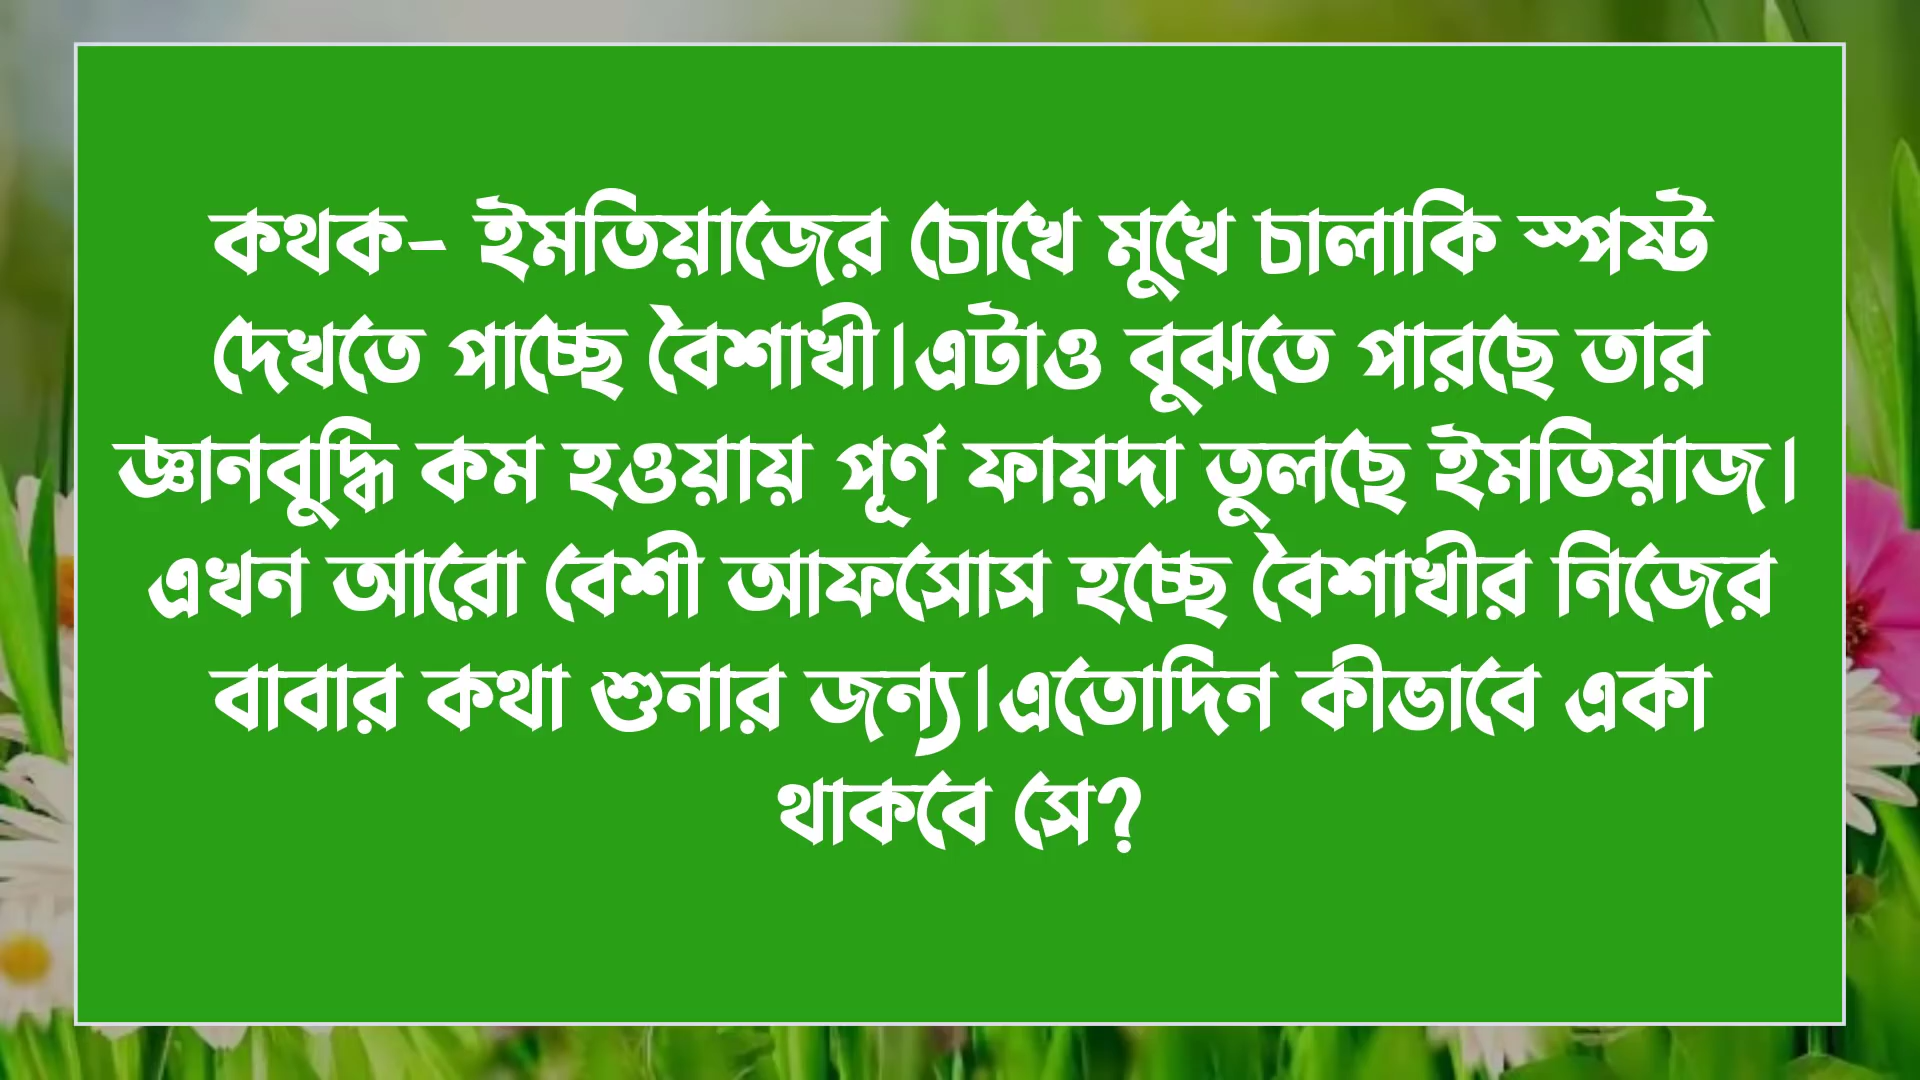 কথক- ইমতিয়াজের চোখে মুখে চালাকি স্পষ্ট
দেখতে পাচ্ছে বৈশাখী।এটাও বুঝতে পারছে তার
জ্ঞানবুদ্ধি কম হওয়ায় পূর্ণ ফায়দা তুলছে ইমতিয়াজ।
এখন আরো বেশী আফসোস হচ্ছে বৈশাখীর নিজের
বাবার কথা শুনার জন্য।এতোদিন কীভাবে একা
থাকবে সে?